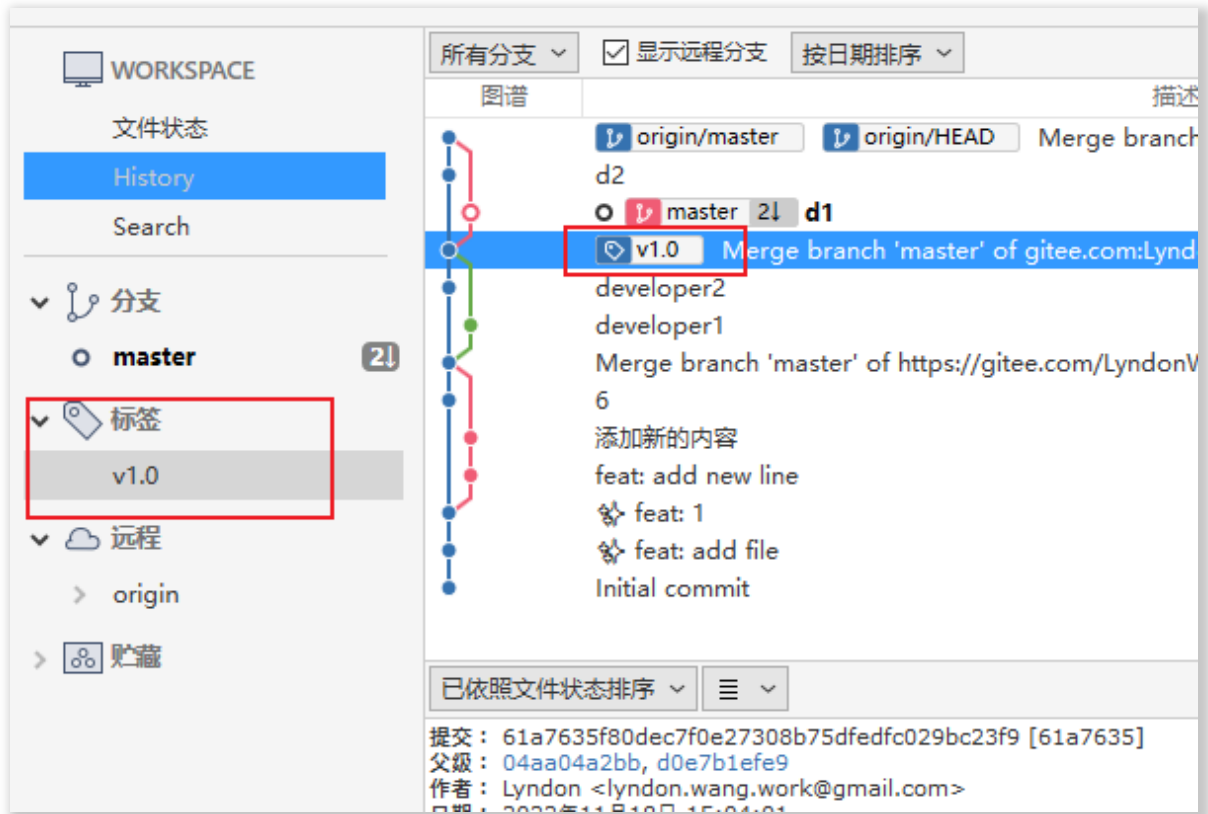 WORKSPACE
文件状态
History
Search
分支
master 2↓
标签
v1.0
远程
origin
贮藏
所有分支 显示远程分支 按日期排序
图谱 描述
origin/master origin/HEAD Merge branch
d2
master 2↓ d1
v1.0 Merge branch 'master' of gitee.com:Lynd
developer2
developer1
Merge branch 'master' of https://gitee.com/LyndonW
6
添加新的内容
feat: add new line
feat: 1
feat: add file
Initial commit
已依照文件状态排序
提交： 61a7635f80dec7f0e27308b75dfedfc029bc23f9 [61a7635]
父级： 04aa04a2bb, d0e7b1efe9
作者： Lyndon <lyndon.wang.work@gmail.com>